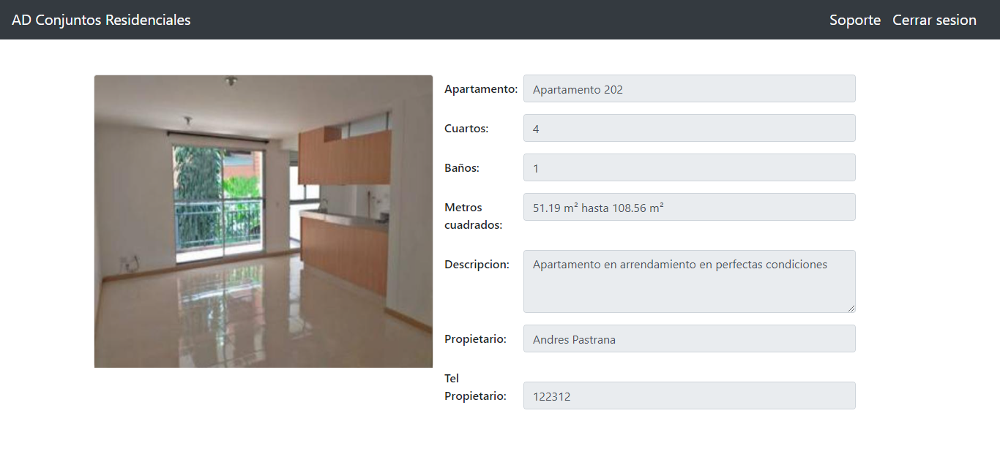 AD Conjuntos Residenciales
Soporte Cerrar sesion
Apartamento: Apartamento 202
Cuartos: 4
Baños: 1
Metros cuadrados: 51.19 m² hasta 108.56 m²
Descripcion: Apartamento en arrendamiento en perfectas condiciones
Propietario: Andres Pastrana
Tel Propietario: 122312